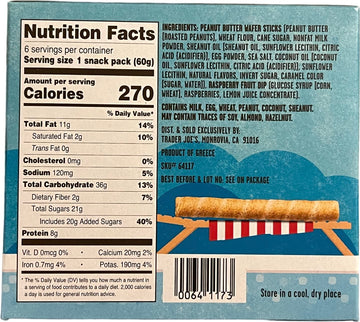 Nutrition Facts
6 servings per container
Serving size 1 snack pack (60g)
Amount per serving
Calories 270
% Daily Value*
Total Fat 11g 14%
Saturated Fat 2g 10%
Trans Fat 0g
Cholesterol 0mg 0%
Sodium 120mg 5%
Total Carbohydrate 36g 13%
Dietary Fiber 2g 7%
Total Sugars 21g
Includes 20g Added Sugars 40%
Protein 8g
Vit. D 0mcg 0% Calcium 20mg 2%
Iron 0.7mg 4% Potas. 190mg 4%
* The % Daily Value (DV) tells you how much a nutrient in
a serving of food contributes to a daily diet. 2,000 calories
a day is used for general nutrition advice.
INGREDIENTS: PEANUT BUTTER WAFER STICKS (PEANUT BUTTER
[ROASTED PEANUTS], WHEAT FLOUR, CANE SUGAR, NONFAT MILK
POWDER, SHEANUT OIL [SHEANUT OIL, SUNFLOWER LECITHIN, CITRIC
ACID (ACIDIFIER)], EGG POWDER, SEA SALT, COCONUT OIL [COCONUT
OIL, SUNFLOWER LECITHIN, CITRIC ACID (ACIDIFIER)], SUNFLOWER
LECITHIN, NATURAL FLAVORS, INVERT SUGAR, CARAMEL COLOR
[SUGAR, WATER]), RASPBERRY FRUIT DIP (GLUCOSE SYRUP [CORN,
WHEAT], RASPBERRIES, LEMON JUICE CONCENTRATE).
CONTAINS MILK, EGG, WHEAT, PEANUT, COCONUT, SHEANUT.
MAY CONTAIN TRACES OF SOY, ALMOND, HAZELNUT.
DIST. & SOLD EXCLUSIVELY BY:
TRADER JOE'S, MONROVIA, CA 91016
PRODUCT OF GREECE
SKU# 64117
BEST BEFORE & LOT NO. SEE ON PACKAGE
0064 1173
Store in a cool, dry place